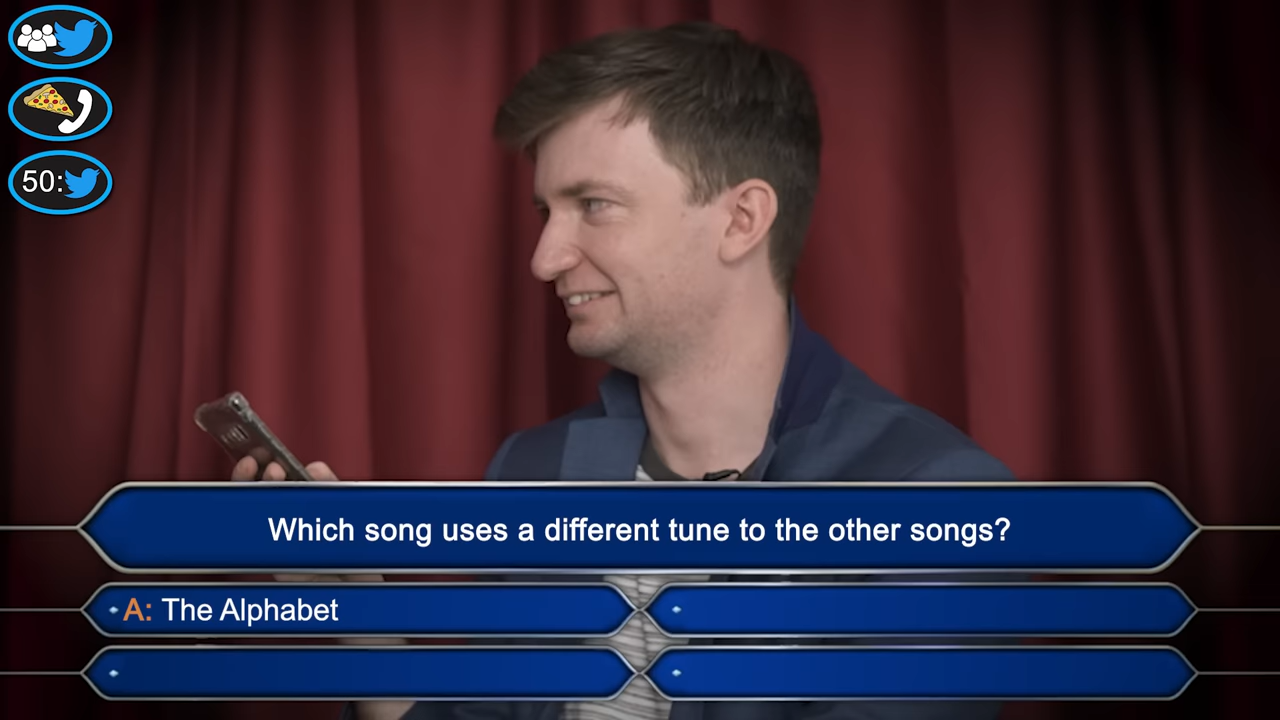 50:
Which song uses a different tune to the other songs?
A: The Alphabet